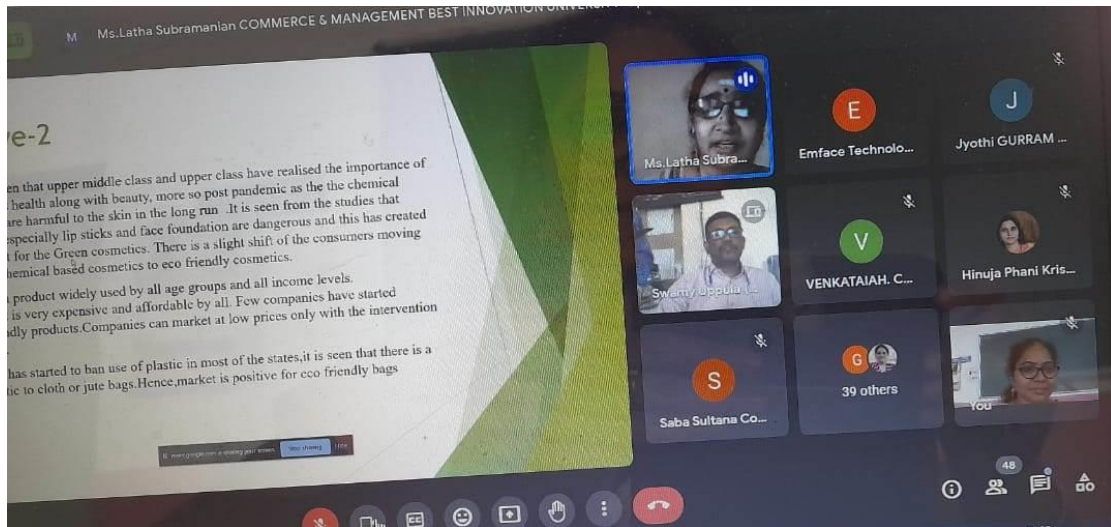 M Ms.Latha Subramanian COMMERCE & MANAGEMENT BEST INNOVATION
e-2
en that upper middle class and upper class have realised the importance of
health along with beauty, more so post pandemic as the the chemical
are harmful to the skin in the long run .It is seen from the studies that
especially lip sticks and face foundation are dangerous and this has created
for the Green cosmetics. There is a slight shift of the consumers moving
hemical based cosmetics to eco friendly cosmetics.
product widely used by all age groups and all income levels.
is very expensive and affordable by all. Few companies have started
dly products.Companies can market at low prices only with the intervention
has started to ban use of plastic in most of the states,it is seen that there is a
tic to cloth or jute bags.Hence,market is positive for eco friendly bags
Stop sharing Hide
Ms.Latha Subra...
E
Emface Technolo...
J
Jyothi GURRAM ...
Swamy Uppula (...
V
VENKATAIAH. C...
Hinuja Phani Kris...
S
Saba Sultana Co...
G
39 others
You
48
CC